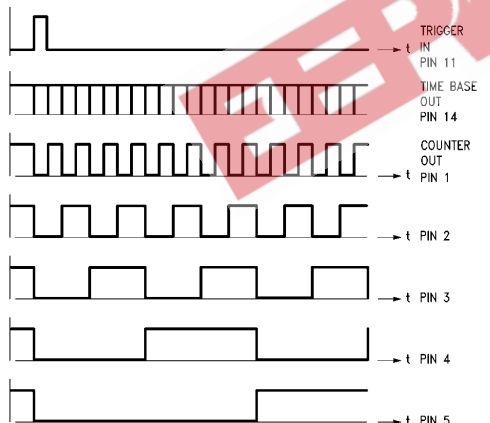 TRIGGER
t IN
PIN 11
TIME BASE
OUT
PIN 14
COUNTER
OUT
t PIN 1
t PIN 2
t PIN 3
t PIN 4
t PIN 5